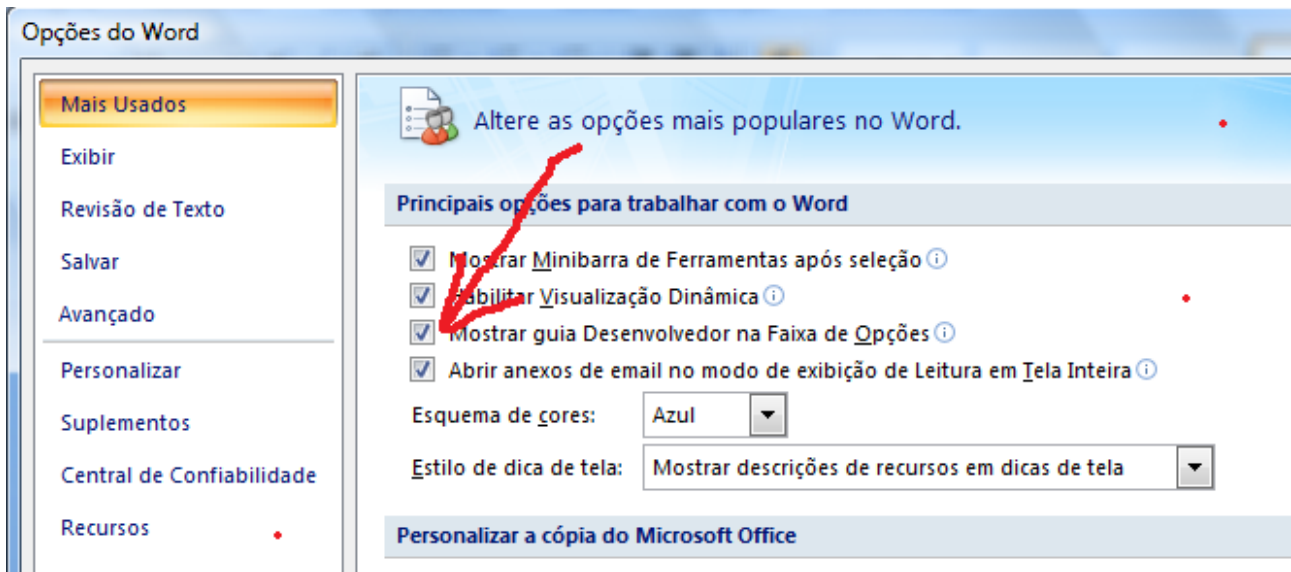 Opções do Word
Mais Usados
Exibir
Revisão de Texto
Salvar
Avançado
Personalizar
Suplementos
Central de Confiabilidade
Recursos
Altere as opções mais populares no Word.
Principais opções para trabalhar com o Word
Mostrar Minibarra de Ferramentas após seleção
Habilitar Visualização Dinâmica
Mostrar guia Desenvolvedor na Faixa de Opções
Abrir anexos de email no modo de exibição de Leitura em Tela Inteira
Esquema de cores: Azul
Estilo de dica de tela: Mostrar descrições de recursos em dicas de tela
Personalizar a cópia do Microsoft Office